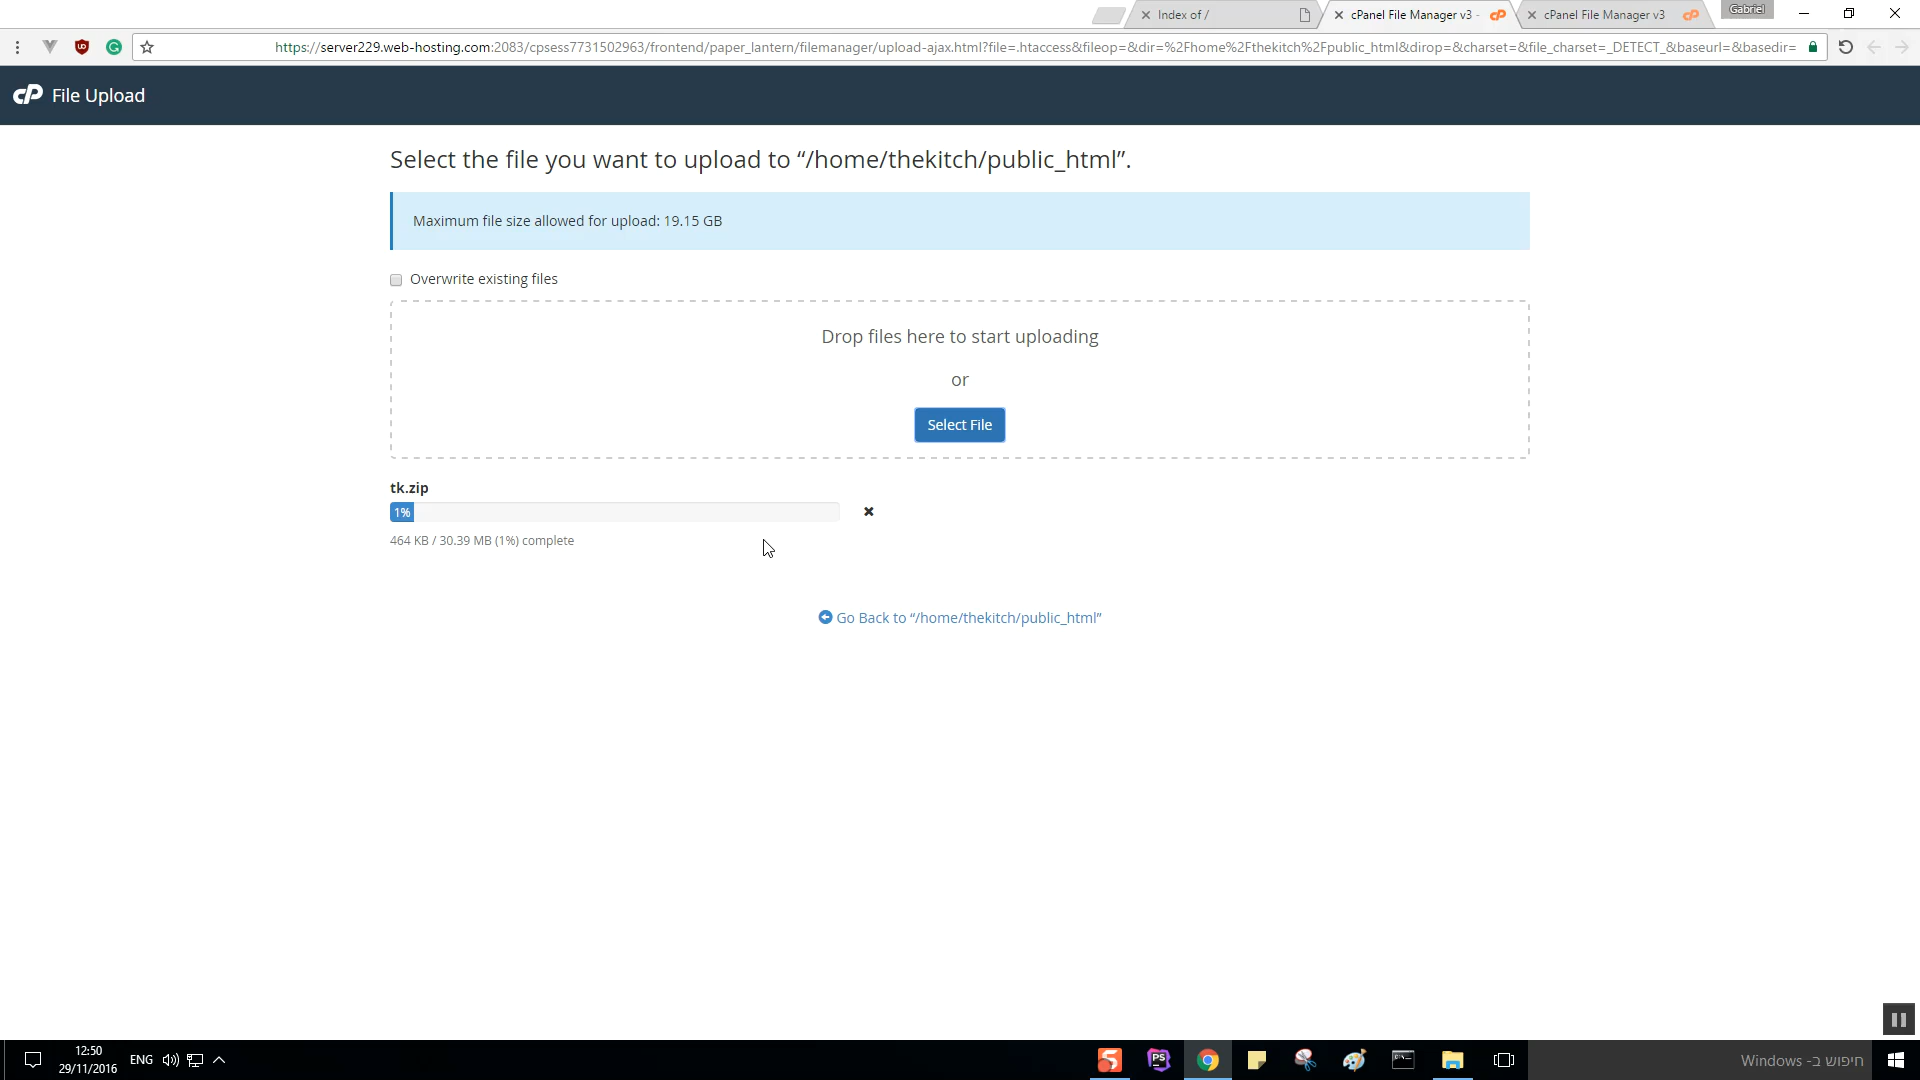 Index of /
cPanel File Manager v3 -
cPanel File Manager v3
Gabriel
https://server229.web-hosting.com:2083/cpsess7731502963/frontend/paper_lantern/filemanager/upload-ajax.html?file=.htaccess&fileop=&dir=%2Fhome%2Fthekitch%2Fpublic_html&dirop=&charset=&file_charset=_DETECT_&baseurl=&basedir=
cP File Upload
Select the file you want to upload to “/home/thekitch/public_html”.
Maximum file size allowed for upload: 19.15 GB
Overwrite existing files
Drop files here to start uploading
or
Select File
tk.zip
1%
464 KB / 30.39 MB (1%) complete
Go Back to “/home/thekitch/public_html”
12:50
29/11/2016
ENG
PS
חיפוש ב- Windows